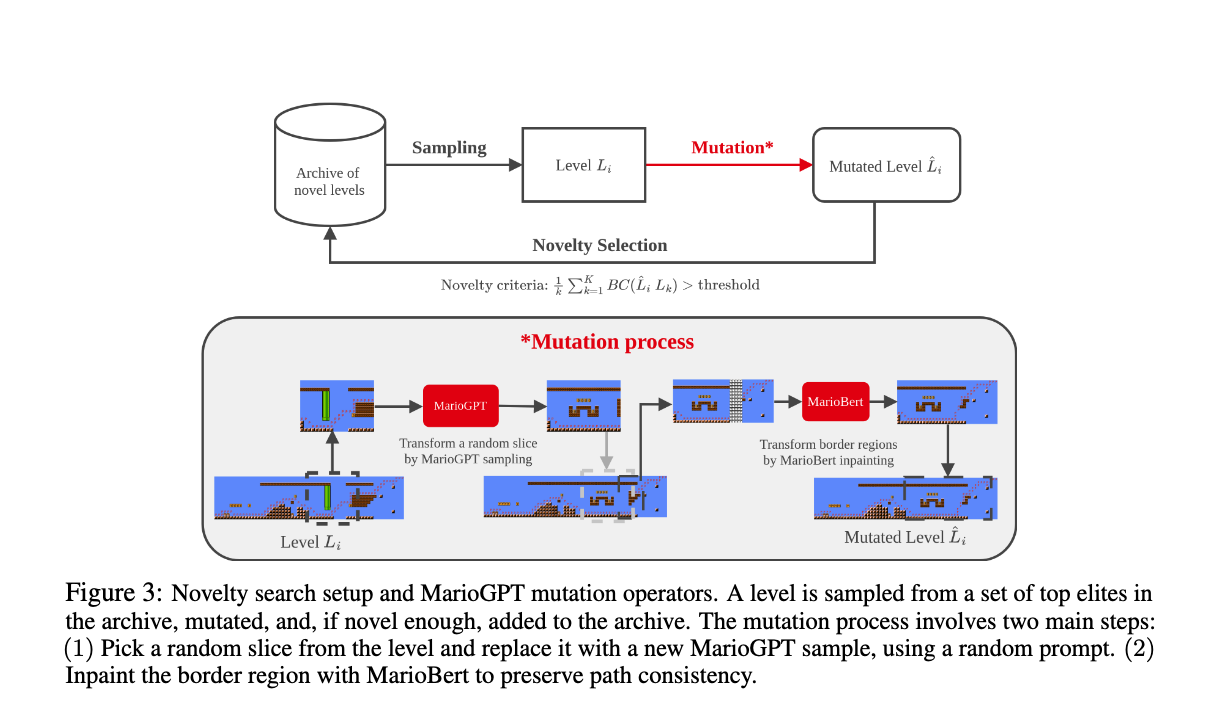 Sampling
Mutation*
Archive of
novel levels
Level $L_i$
Mutated Level $\hat{L}_i$
Novelty Selection
Novelty criteria: $\frac{1}{k} \sum_{k=1}^{K} BC(\hat{L}_i \; L_k) >$ threshold
*Mutation process
MarioGPT
MarioBert
Transform a random slice
by MarioGPT sampling
Transform border regions
by MarioBert inpainting
Level $L_i$
Mutated Level $\hat{L}_i$
Figure 3: Novelty search setup and MarioGPT mutation operators. A level is sampled from a set of top elites in
the archive, mutated, and, if novel enough, added to the archive. The mutation process involves two main steps:
(1) Pick a random slice from the level and replace it with a new MarioGPT sample, using a random prompt. (2)
Inpaint the border region with MarioBert to preserve path consistency.